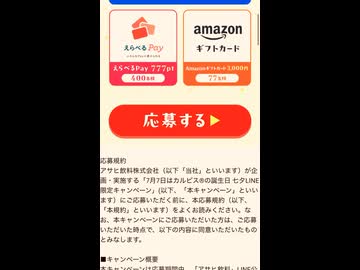 えらべるPay
えらべるPay 777pt
400名様
amazon
ギフトカード
Amazonギフトカード 2,000円
77名様
応募する
応募規約
アサヒ飲料株式会社（以下「当社」といいます）が企
画・実施する「7月7日はカルピス®の誕生日 七夕LINE
限定キャンペーン」(以下、「本キャンペーン」といい
ます）にご応募いただく前に、本応募規約（以下、
「本規約」といいます）をよくお読みください。な
お、本キャンペーンにご応募いただいた方は、ご応募
いただいた時点で、以下の内容に同意いただいたもの
とみなします。
■キャンペーン概要
本キャンペーンは応募期間中、「アサヒ飲料」LINE公